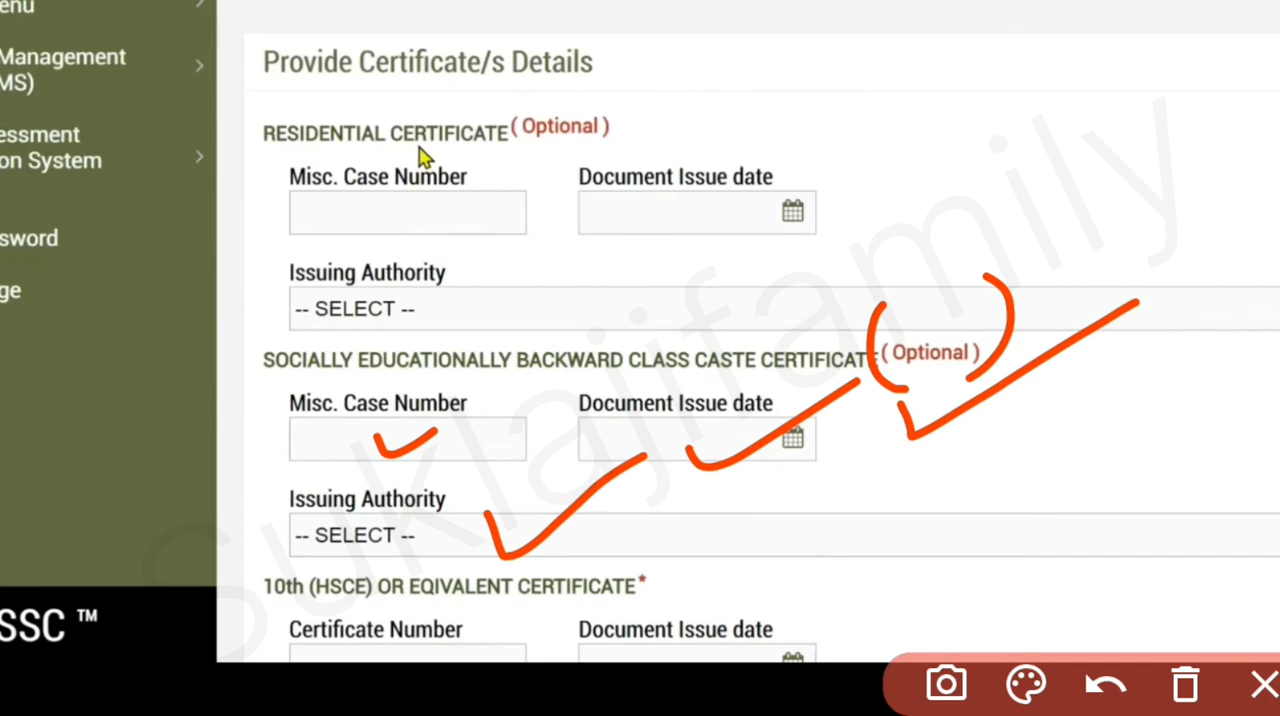 enu
Provide Certificate/s Details
Management
MS)
RESIDENTIAL CERTIFICATE ( Optional )
essment
on System
Misc. Case Number Document Issue date
sword
Issuing Authority
ge
-- SELECT --
SOCIALLY EDUCATIONALLY BACKWARD CLASS CASTE CERTIFICATE ( Optional )
Misc. Case Number Document Issue date
Issuing Authority
-- SELECT --
10th (HSCE) OR EQIVALENT CERTIFICATE*
SSC ™
Certificate Number Document Issue date
Suklajifamily